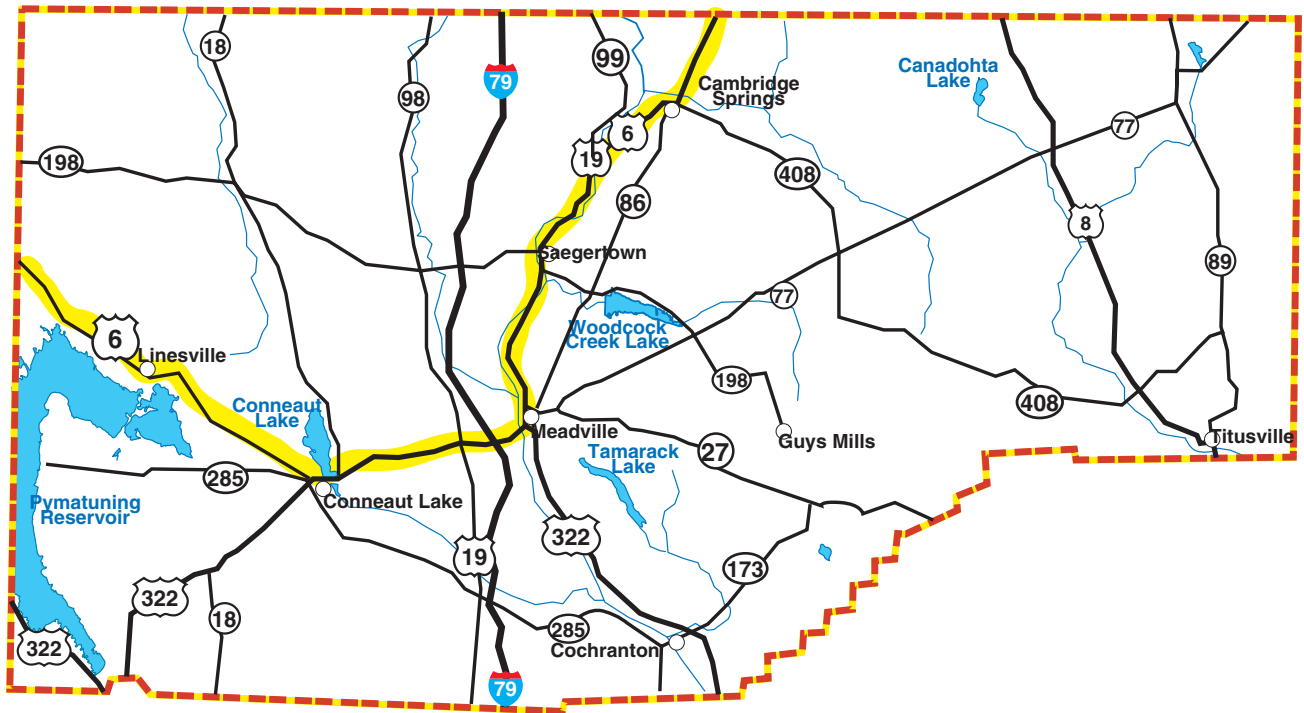 18
99
79
98
Cambridge
Springs
Canadohta
Lake
6
77
19
198
408
86
8
Saegertown
89
77
Woodcock
Creek Lake
6
Linesville
198
408
Conneaut
Lake
Meadville
Guys Mills
Titusville
27
Tamarack
Lake
285
Conneaut Lake
Pymatuning
Reservoir
322
19
173
322
18
285
322
Cochranton
79